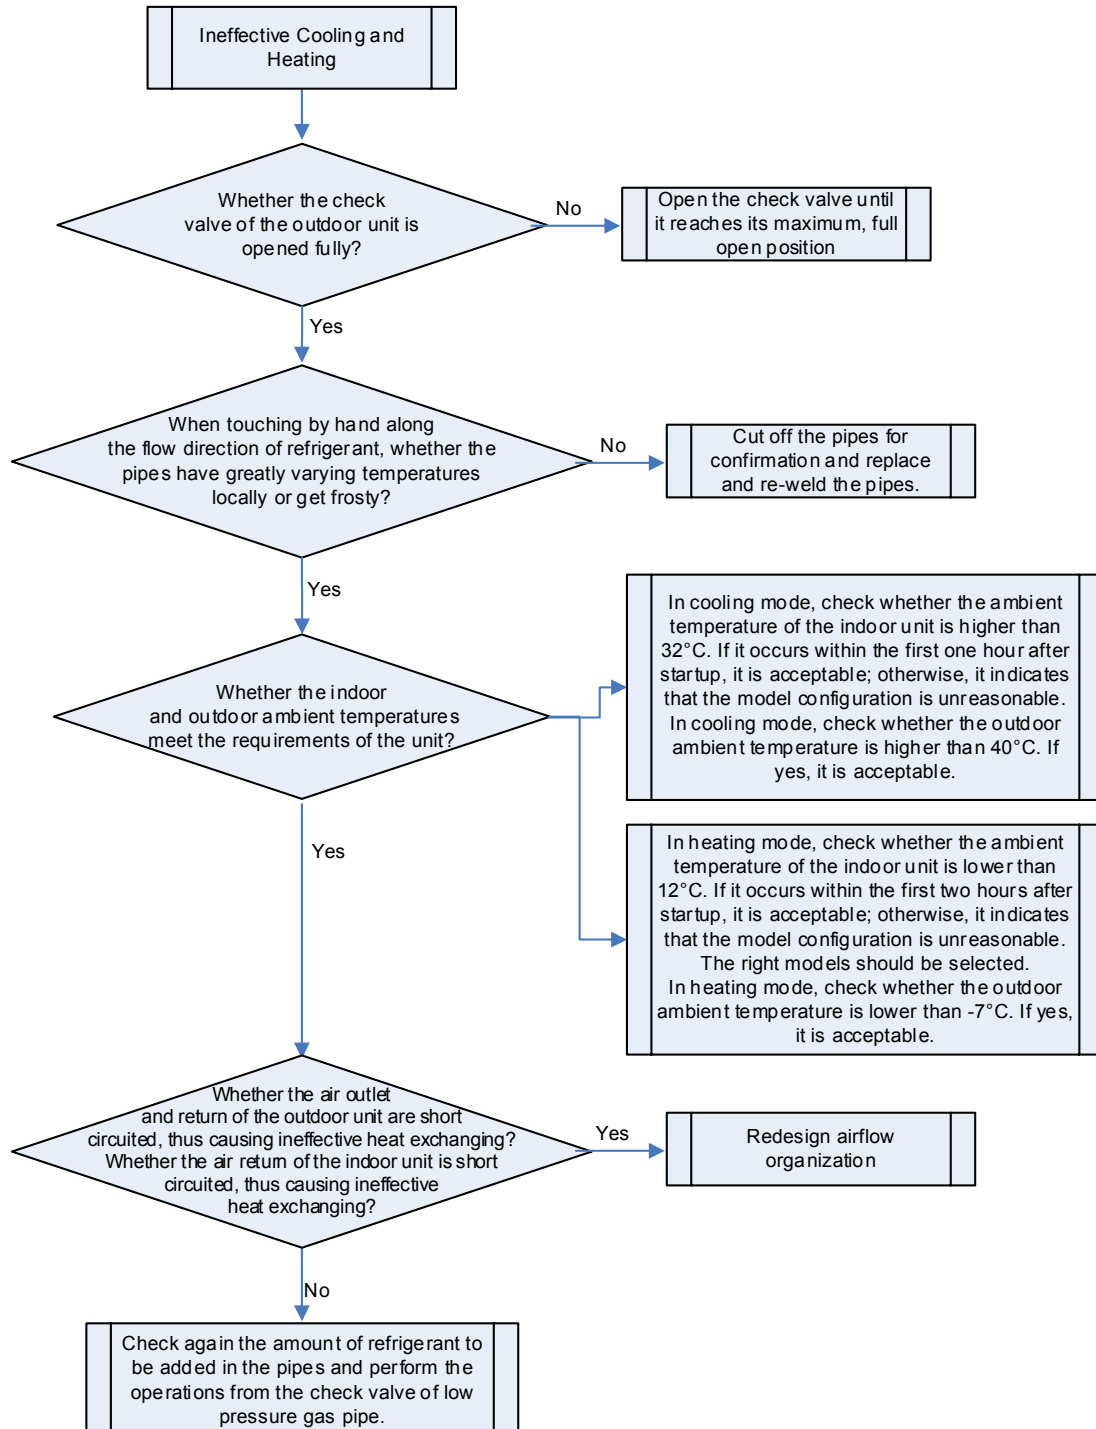 Ineffective Cooling and
Heating
Whether the check
valve of the outdoor unit is
opened fully?
No
Open the check valve until
it reaches its maximum, full
open position
Yes
When touching by hand along
the flow direction of refrigerant, whether the
pipes have greatly varying temperatures
locally or get frosty?
No
Cut off the pipes for
confirmation and replace
and re-weld the pipes.
Yes
Whether the indoor
and outdoor ambient temperatures
meet the requirements of the unit?
In cooling mode, check whether the ambient
temperature of the indoor unit is higher than
32°C. If it occurs within the first one hour after
startup, it is acceptable; otherwise, it indicates
that the model configuration is unreasonable.
In cooling mode, check whether the outdoor
ambient temperature is higher than 40°C. If
yes, it is acceptable.
In heating mode, check whether the ambient
temperature of the indoor unit is lower than
12°C. If it occurs within the first two hours after
startup, it is acceptable; otherwise, it indicates
that the model configuration is unreasonable.
The right models should be selected.
In heating mode, check whether the outdoor
ambient temperature is lower than -7°C. If yes,
it is acceptable.
Yes
Whether the air outlet
and return of the outdoor unit are short
circuited, thus causing ineffective heat exchanging?
Whether the air return of the indoor unit is short
circuited, thus causing ineffective
heat exchanging?
Yes
Redesign airflow
organization
No
Check again the amount of refrigerant to
be added in the pipes and perform the
operations from the check valve of low
pressure gas pipe.